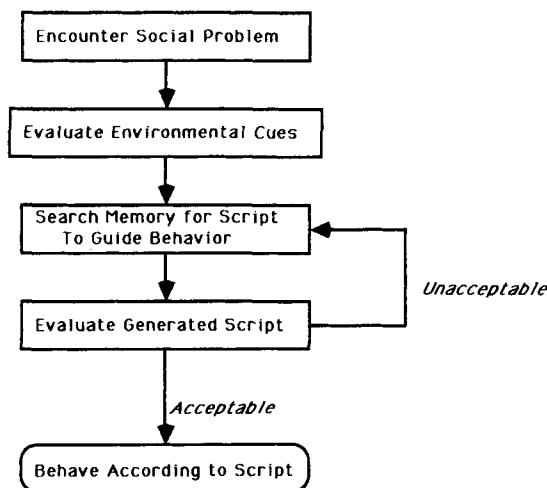 Encounter Social Problem
Evaluate Environmental Cues
Search Memory for Script
To Guide Behavior
Unacceptable
Evaluate Generated Script
Acceptable
Behave According to Script